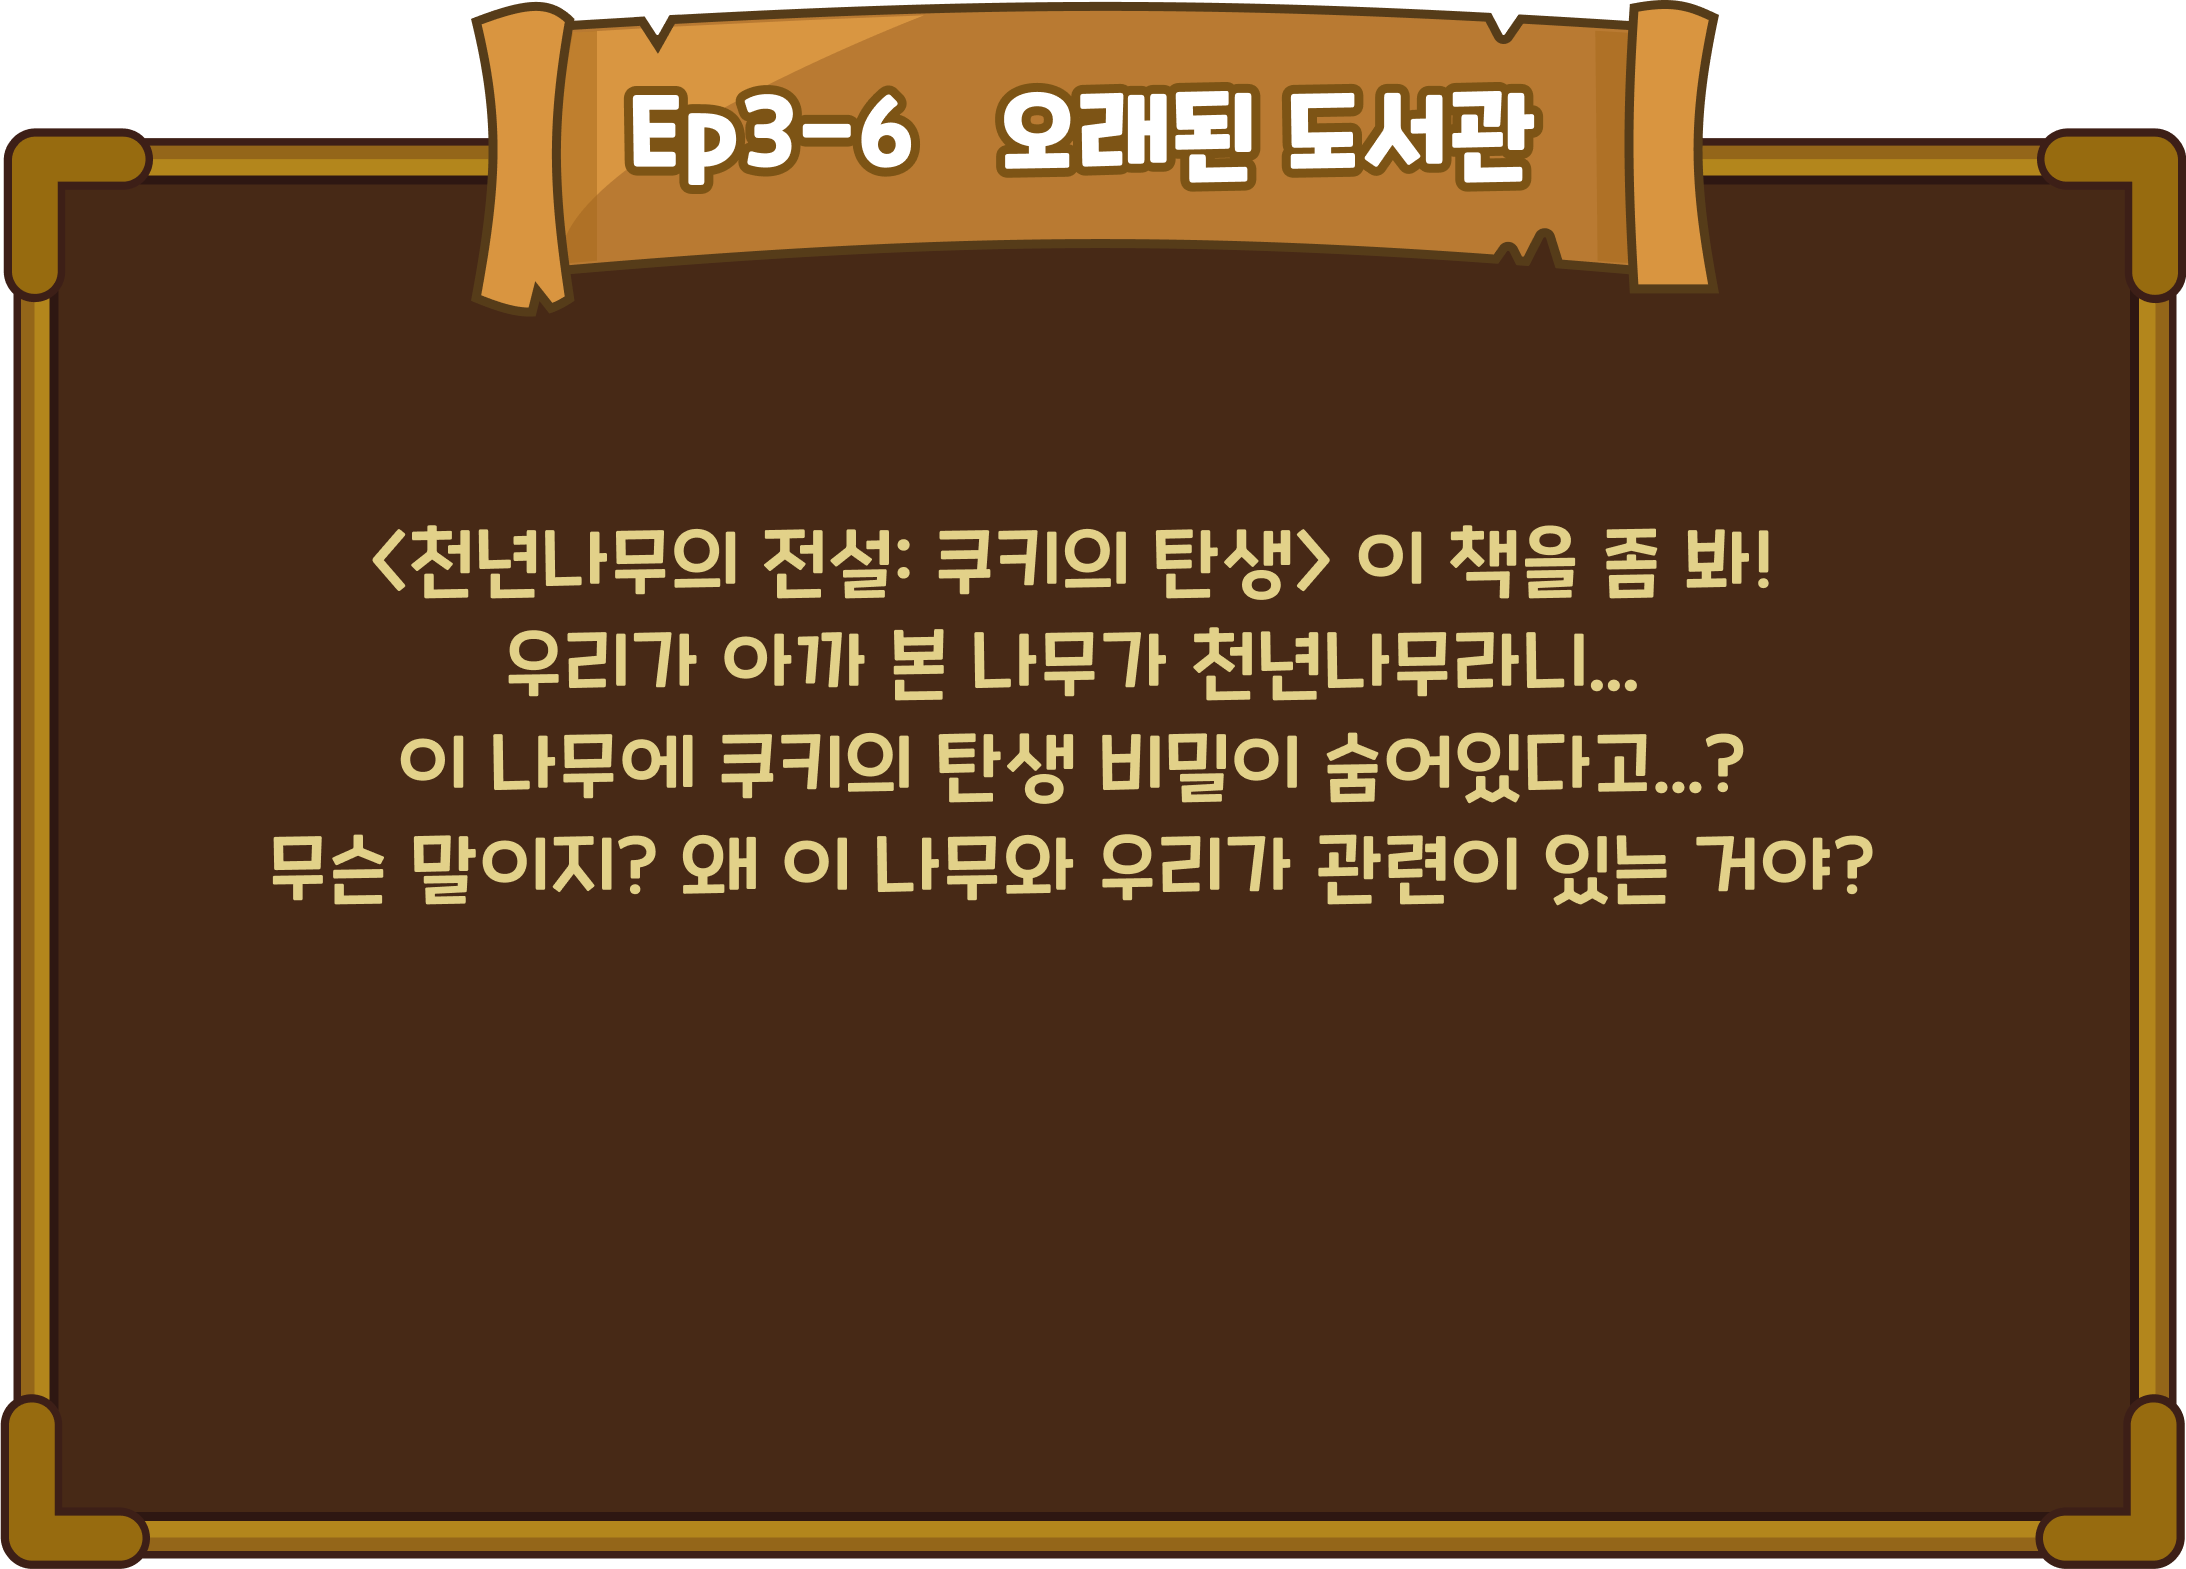 Ep3-6 오래된 도서관
<천년나무의 전설: 쿠키의 탄생> 이 책을 좀 봐!
우리가 아까 본 나무가 천년나무라니...
이 나무에 쿠키의 탄생 비밀이 숨어있다고...?
무슨 말이지? 왜 이 나무와 우리가 관련이 있는 거야?